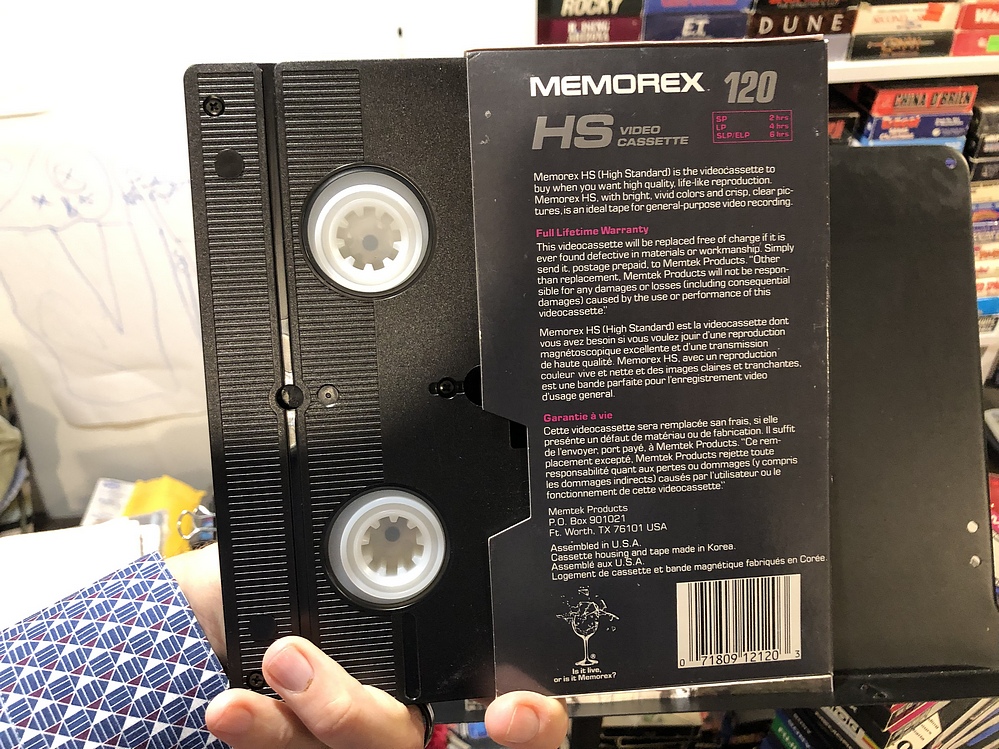 ROCKY
E.T.
DUNE
CHINA O'BRIEN
MEMOREX 120
HS VIDEO CASSETTE
SP 2 hrs
LP 4 hrs
SLP/ELP 6 hrs
Memorex HS (High Standard) is the videocassette to
buy when you want high quality, life-like reproduction.
Memorex HS, with bright, vivid colors and crisp, clear pic-
tures, is an ideal tape for general-purpose video recording.
Full Lifetime Warranty
This videocassette will be replaced free of charge if it is
ever found defective in materials or workmanship. Simply
send it, postage prepaid, to Memtek Products. "Other
than replacement, Memtek Products will not be respon-
sible for any damages or losses (including consequential
damages) caused by the use or performance of this
videocassette."
Memorex HS (High Standard) est la videocassette dont
vous avez besoin si vous voulez jouir d'une reproduction
magnétoscopique excellente et d'une transmission
de haute qualité. Memorex HS, avec un reproduction
couleur vive et nette et des images claires et tranchantes,
est une bande parfaite pour l'enregistrement video
d'usage general.
Garantie à vie
Cette videocassette sera remplacée san frais, si elle
presénte un défaut de matériau ou de fabrication. Il suffit
de l'envoyer, port payé, à Memtek Products. "Ce rem-
placement excepté, Memtek Products rejette toute
responsabilité quant aux pertes ou dommages (y compris
les dommages indirects) causés par l'utilisateur ou le
fonctionnement de cette videocassette."
Memtek Products
P.O. Box 901021
Ft. Worth, TX 76101 USA
Assembled in U.S.A.
Cassette housing and tape made in Korea.
Assemblé aux U.S.A.
Logement de cassette et bande magnétique fabriqués en Corée.
Is it live,
or is it Memorex?
0 71809 12120 3